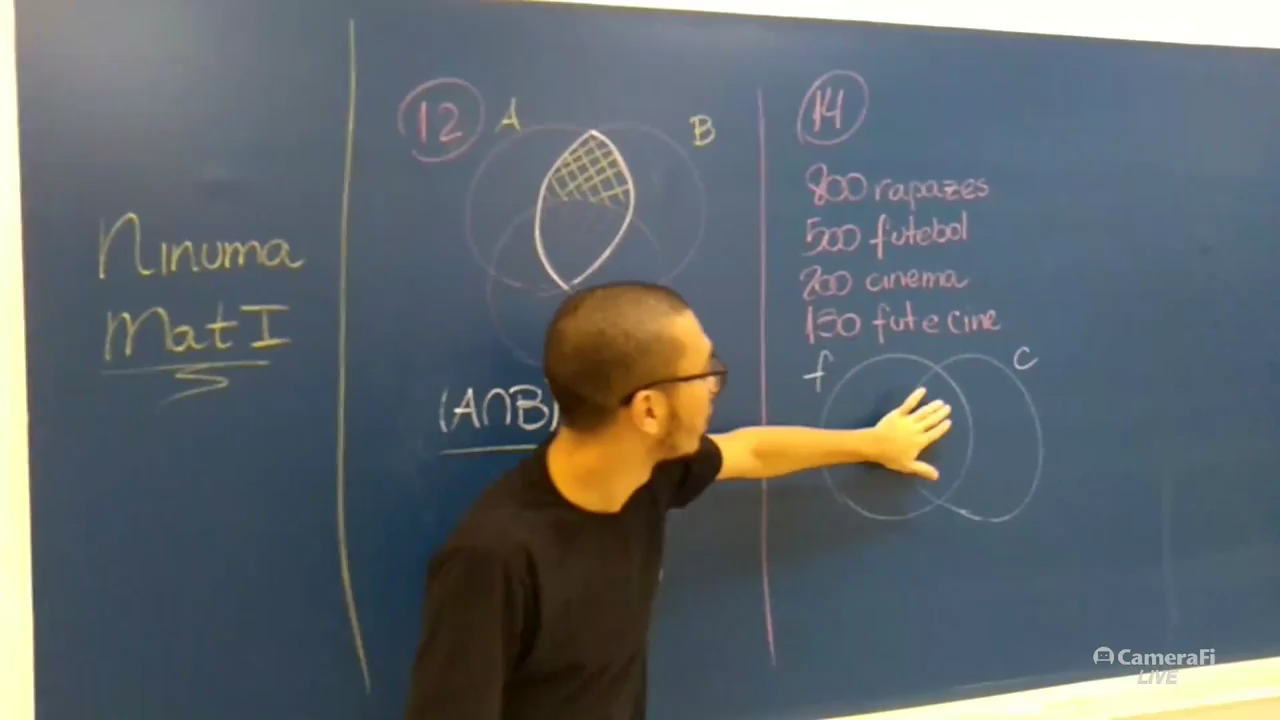 Ninuma
Mat I
12
A
B
(A∩B)
14
800 rapazes
500 futebol
200 cinema
150 fut e cine
f
C
CameraFi
LIVE